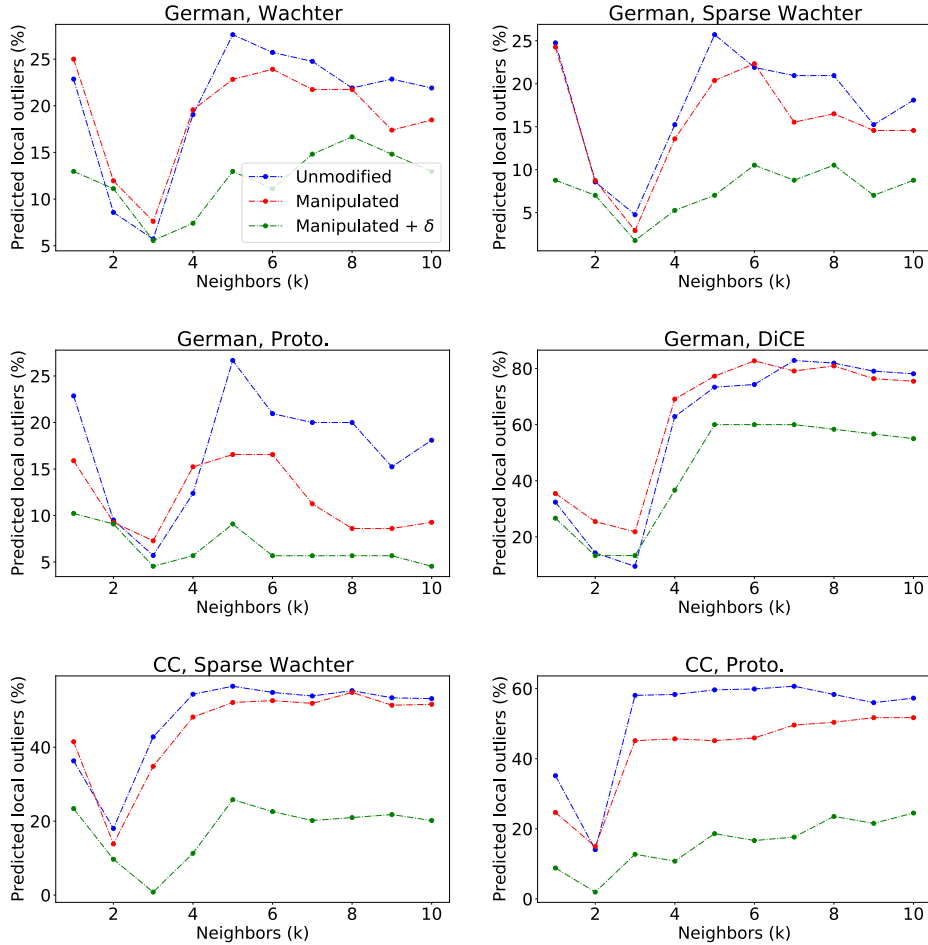 German, Wachter
Predicted local outliers (%)
25
20
15
10
5
2 4 6 8 10
Neighbors (k)
Unmodified
Manipulated
Manipulated + δ
German, Sparse Wachter
Predicted local outliers (%)
25
20
15
10
5
2 4 6 8 10
Neighbors (k)
German, Proto.
Predicted local outliers (%)
25
20
15
10
5
2 4 6 8 10
Neighbors (k)
German, DiCE
Predicted local outliers (%)
80
60
40
20
2 4 6 8 10
Neighbors (k)
CC, Sparse Wachter
Predicted local outliers (%)
40
20
0
2 4 6 8 10
Neighbors (k)
CC, Proto.
Predicted local outliers (%)
60
40
20
0
2 4 6 8 10
Neighbors (k)